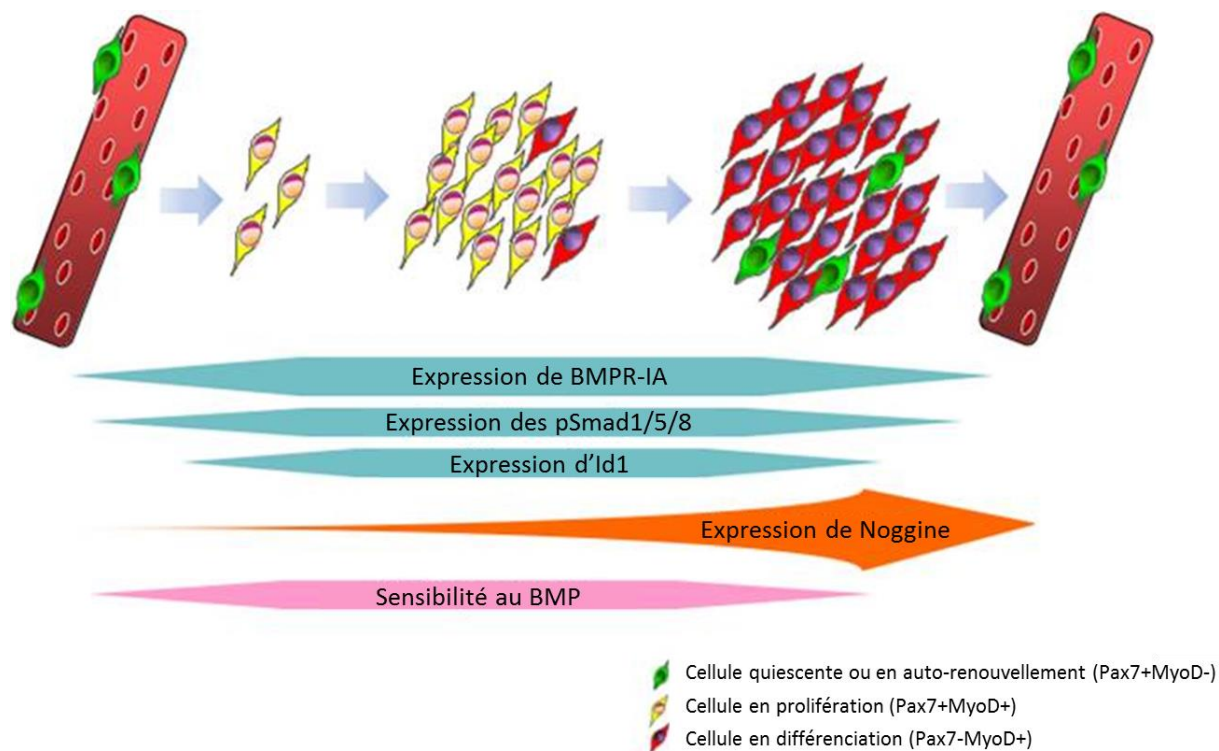 Expression de BMPR-IA
Expression des pSmad1/5/8
Expression d’Id1
Expression de Noggine
Sensibilité au BMP
Cellule quiescente ou en auto-renouvellement (Pax7+MyoD-)
Cellule en prolifération (Pax7+MyoD+)
Cellule en différenciation (Pax7-MyoD+)